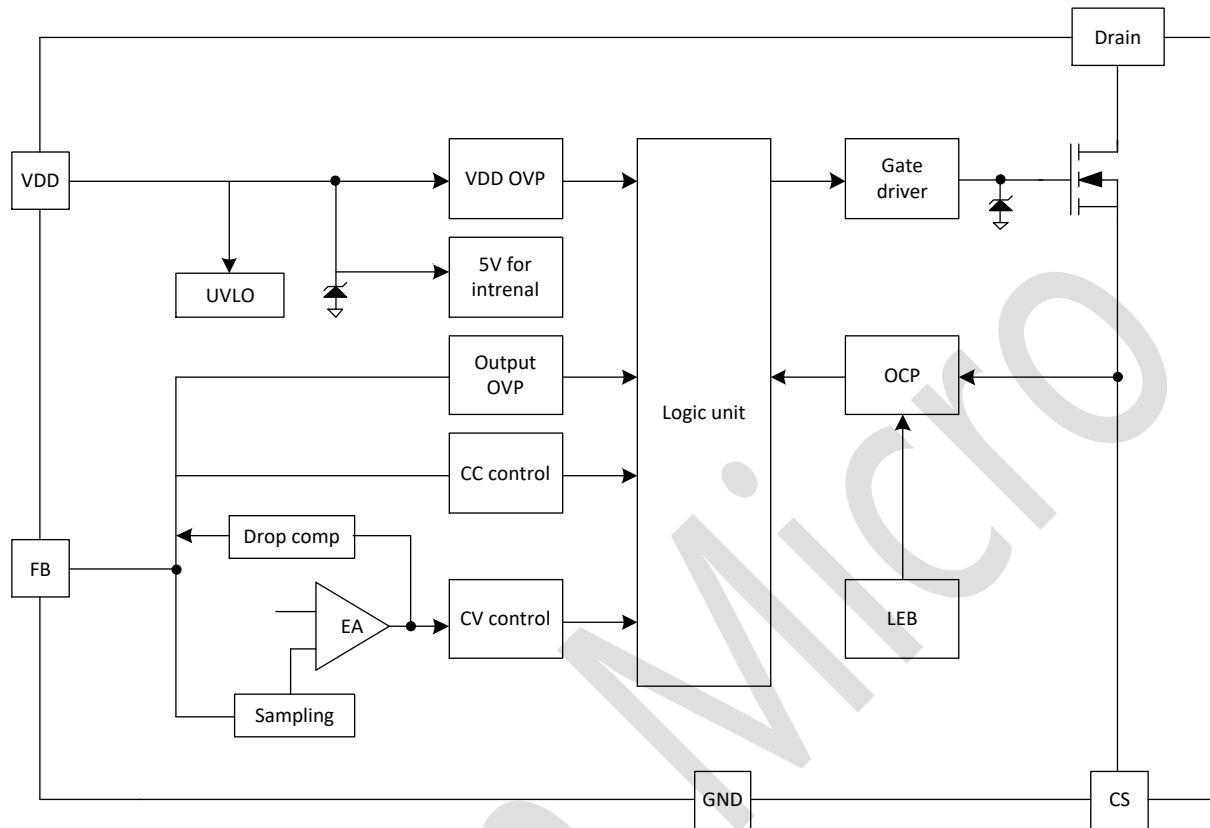 Drain
VDD
VDD OVP
Gate
driver
UVLO
5V for
intrenal
Output
OVP
OCP
Logic unit
CC control
Drop comp
FB
EA
CV control
LEB
Sampling
GND
CS
Micro